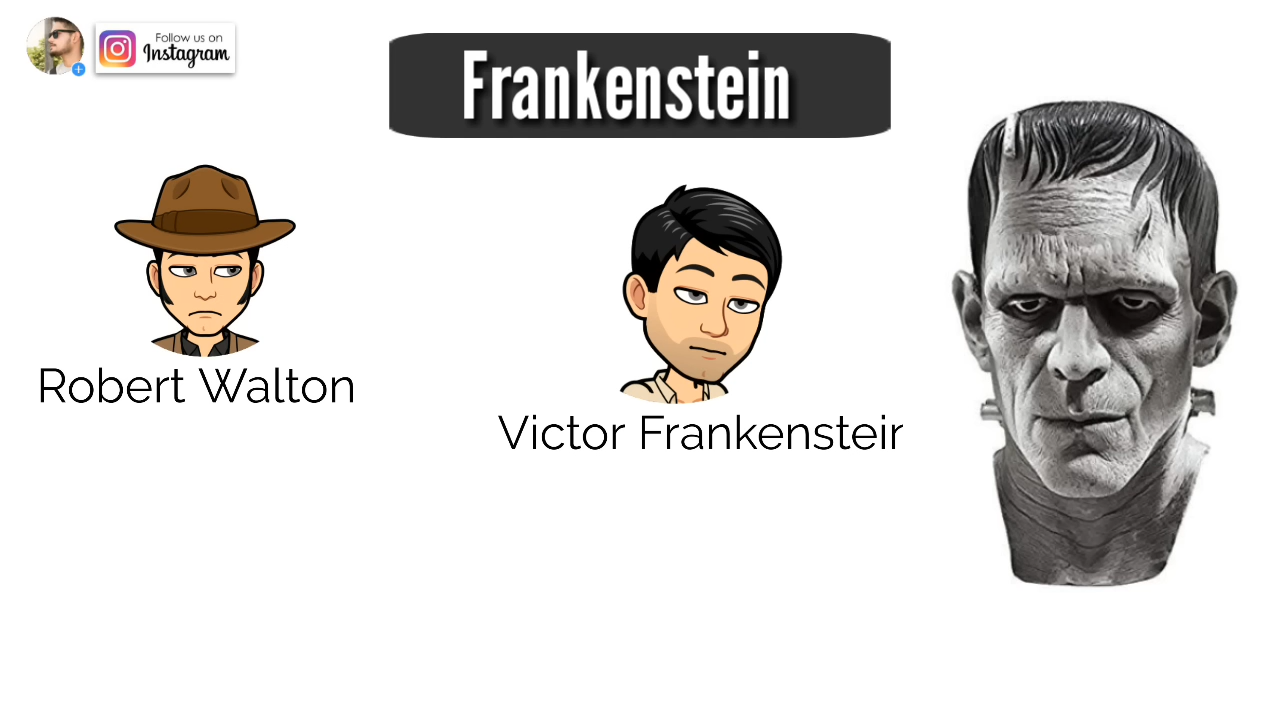 Follow us on
Instagram
Frankenstein
Robert Walton
Victor Frankensteir